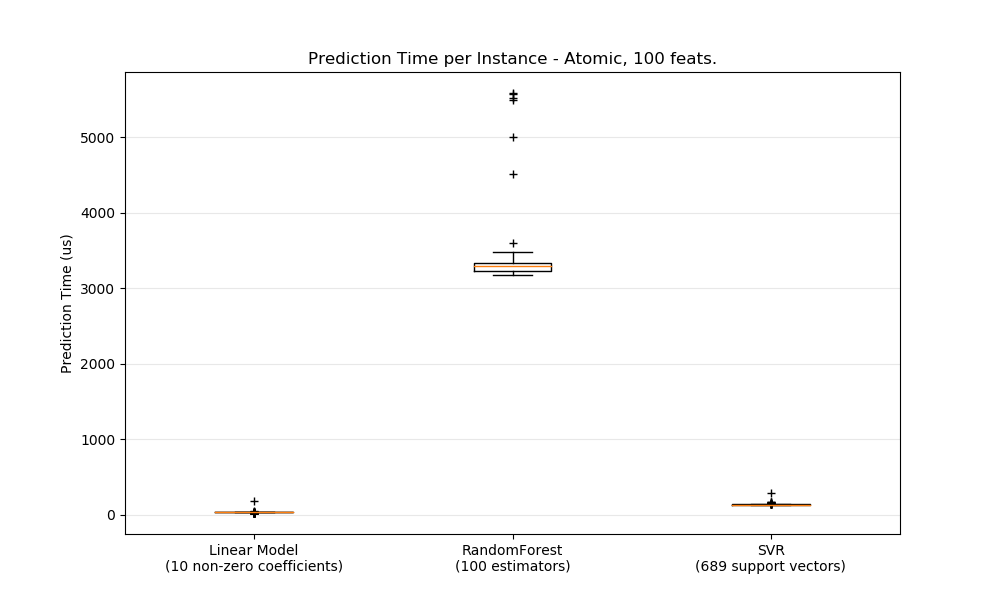 Prediction Time per Instance - Atomic, 100 feats.
Prediction Time (us)
5000
4000
3000
2000
1000
0
Linear Model
(10 non-zero coefficients)
RandomForest
(100 estimators)
SVR
(689 support vectors)